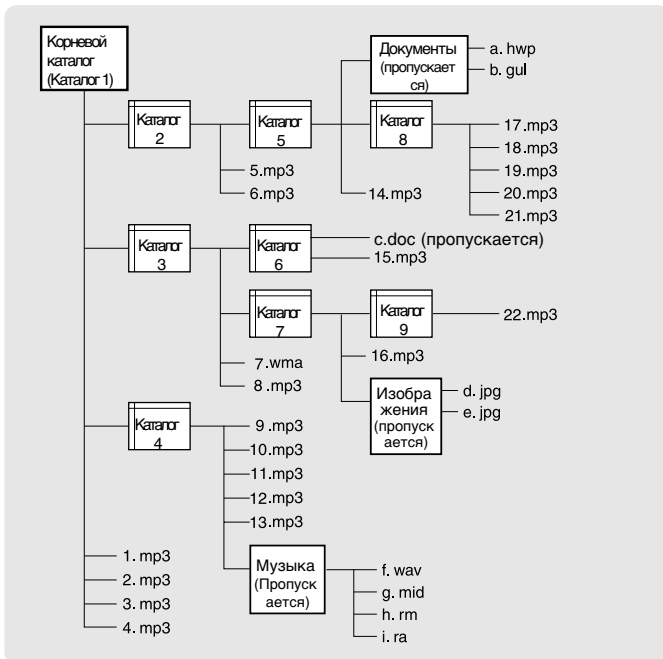 Корневой
каталог
(Каталог 1)
Документы
(пропускает
ся)
a. hwp
b. gul
Каталог
2
Каталог
5
Каталог
8
17.mp3
18.mp3
19.mp3
20.mp3
21.mp3
5.mp3
6.mp3
14.mp3
Каталог
3
Каталог
6
c.doc (пропускается)
15.mp3
Каталог
7
Каталог
9
22.mp3
16.mp3
7.wma
8.mp3
Изобра
жения
(пропуск
ается)
d. jpg
e. jpg
Каталог
4
9.mp3
10.mp3
11.mp3
12.mp3
13.mp3
Музыка
(Пропуск
ается)
f. wav
g. mid
h. rm
i. ra
1. mp3
2. mp3
3. mp3
4. mp3